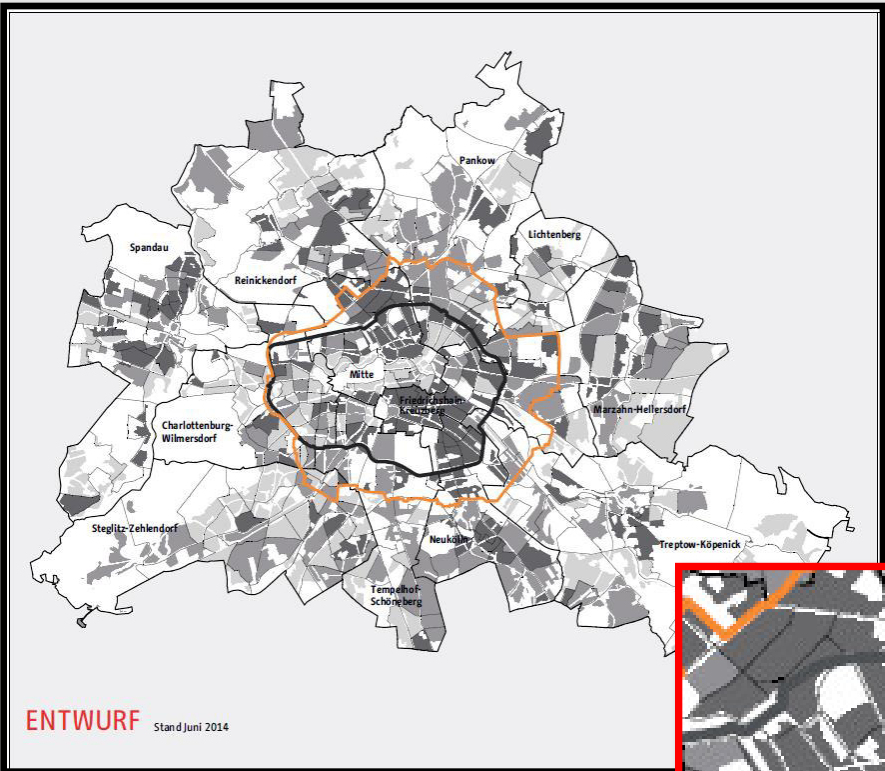 Pankow
Lichtenberg
Spandau
Reinickendorf
Mitte
Friedrichshain-
Kreuzberg
Marzahn-Hellersdorf
Charlottenburg-
Wilmersdorf
Steglitz-Zehlendorf
Neukölln
Treptow-Köpenick
Tempelhof-
Schöneberg
ENTWURF Stand Juni 2014